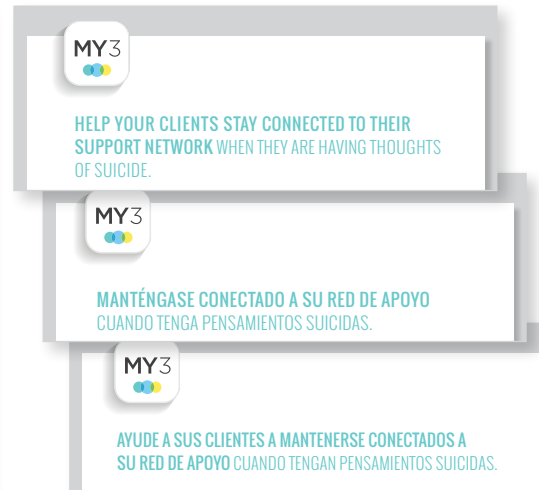 MY3
HELP YOUR CLIENTS STAY CONNECTED TO THEIR
SUPPORT NETWORK WHEN THEY ARE HAVING THOUGHTS
OF SUICIDE.
MY3
MANTÉNGASE CONECTADO A SU RED DE APOYO
CUANDO TENGA PENSAMIENTOS SUICIDAS.
MY3
AYUDE A SUS CLIENTES A MANTENERSE CONECTADOS A
SU RED DE APOYO CUANDO TENGAN PENSAMIENTOS SUICIDAS.